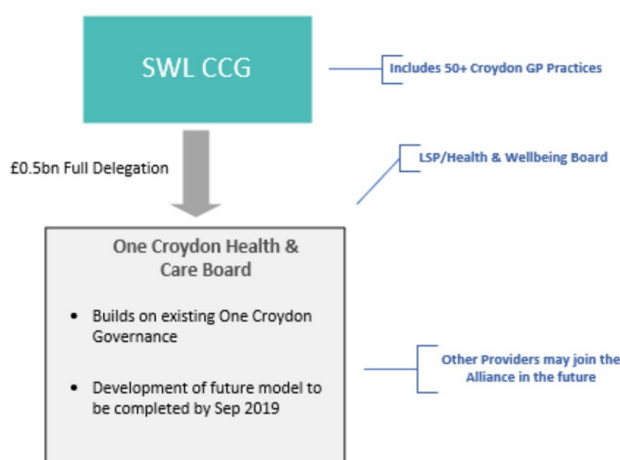 SWL CCG
Includes 50+ Croydon GP Practices
£0.5bn Full Delegation
LSP/Health & Wellbeing Board
One Croydon Health &
Care Board
• Builds on existing One Croydon
Governance
• Development of future model to
be completed by Sep 2019
Other Providers may join the
Alliance in the future